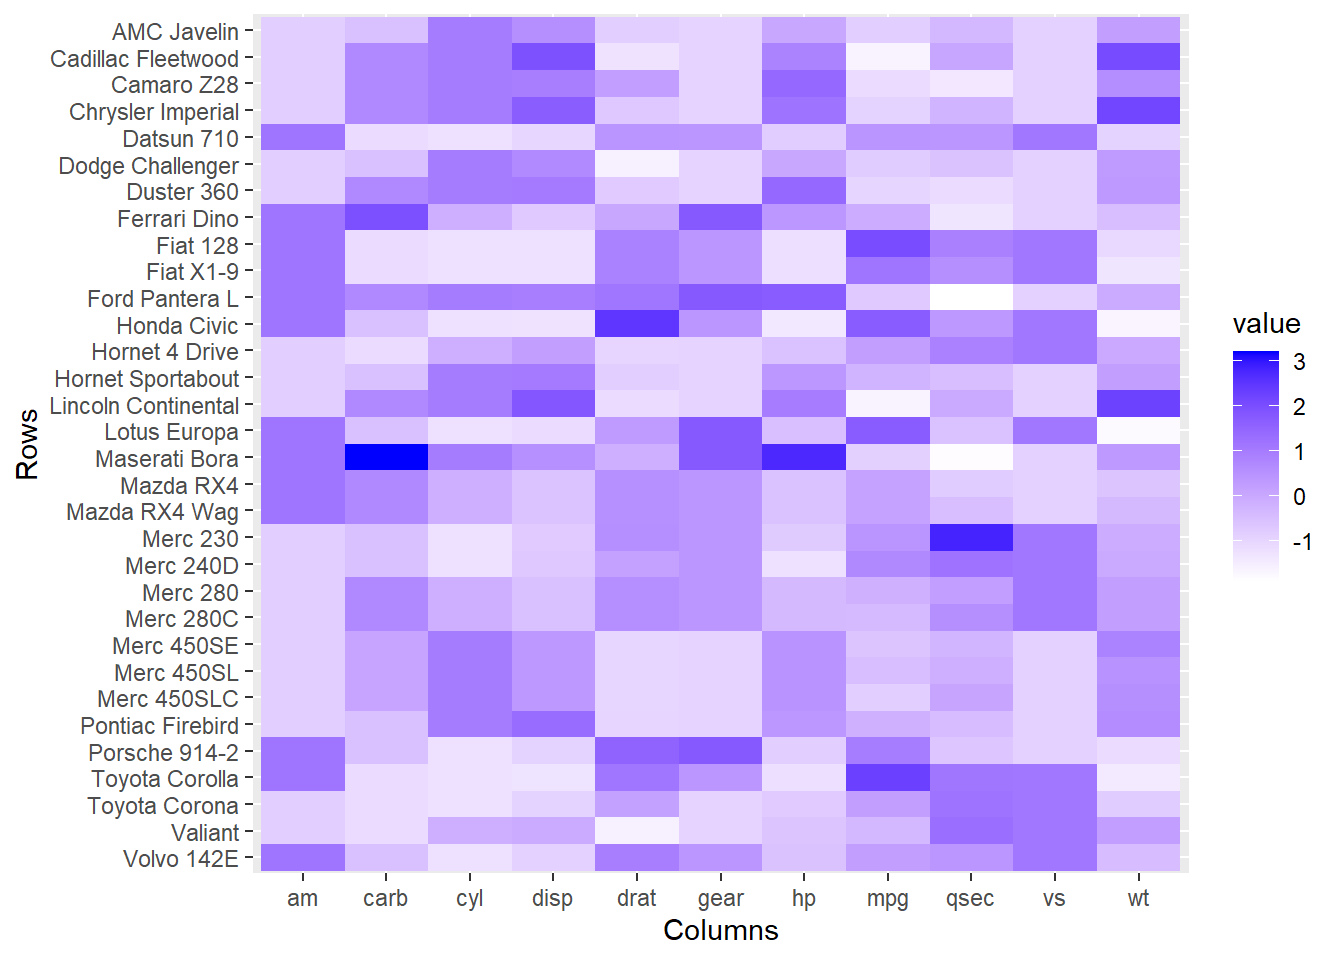 AMC Javelin
Cadillac Fleetwood
Camaro Z28
Chrysler Imperial
Datsun 710
Dodge Challenger
Duster 360
Ferrari Dino
Fiat 128
Fiat X1-9
Ford Pantera L
Honda Civic
Hornet 4 Drive
Hornet Sportabout
Lincoln Continental
Lotus Europa
Maserati Bora
Mazda RX4
Mazda RX4 Wag
Merc 230
Merc 240D
Merc 280
Merc 280C
Merc 450SE
Merc 450SL
Merc 450SLC
Pontiac Firebird
Porsche 914-2
Toyota Corolla
Toyota Corona
Valiant
Volvo 142E
Rows
am carb cyl disp drat gear hp mpg qsec vs wt
Columns
value
3
2
1
0
-1